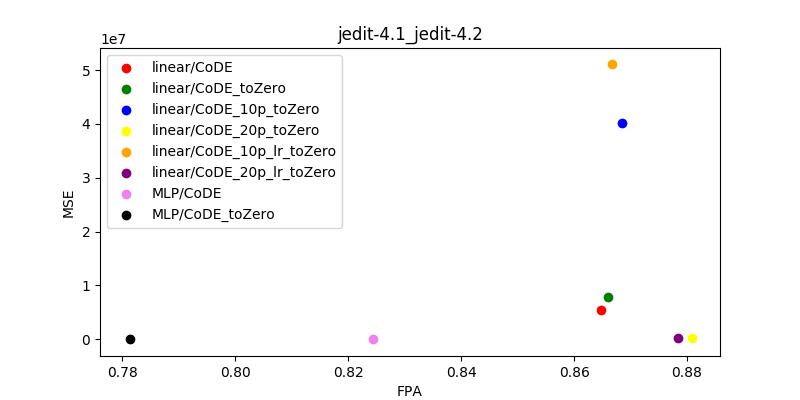 jedit-4.1_jedit-4.2
1e7
linear/CoDE
linear/CoDE_toZero
linear/CoDE_10p_toZero
linear/CoDE_20p_toZero
linear/CoDE_10p_lr_toZero
linear/CoDE_20p_lr_toZero
MLP/CoDE
MLP/CoDE_toZero
5
4
3
2
1
0
MSE
0.78 0.80 0.82 0.84 0.86 0.88
FPA